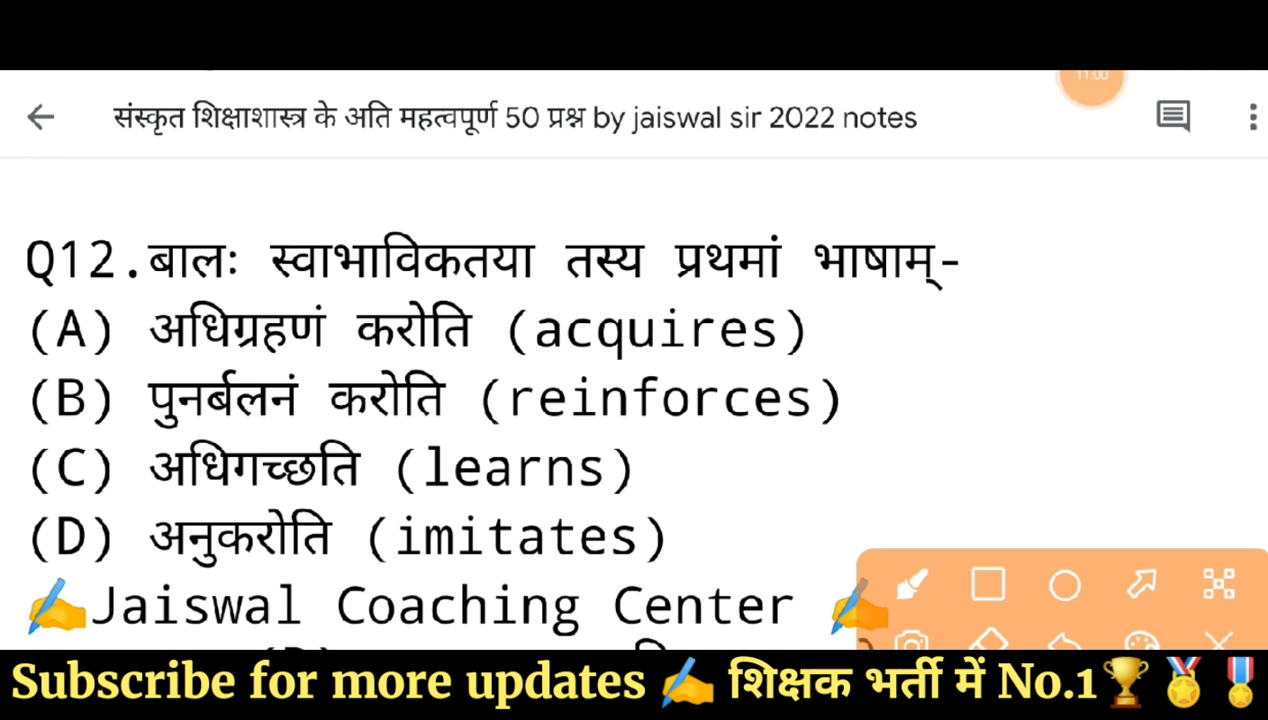 11:00
संस्कृत शिक्षाशास्त्र के अति महत्वपूर्ण 50 प्रश्न by jaiswal sir 2022 notes
Q12.बालः स्वाभाविकतया तस्य प्रथमां भाषाम्-
(A) अधिग्रहणं करोति (acquires)
(B) पुनर्बलनं करोति (reinforces)
(C) अधिगच्छति (learns)
(D) अनुकरोति (imitates)
✍️Jaiswal Coaching Center ✍️
Subscribe for more updates ✍️ शिक्षक भर्ती में No.1🏆🏅🎖️